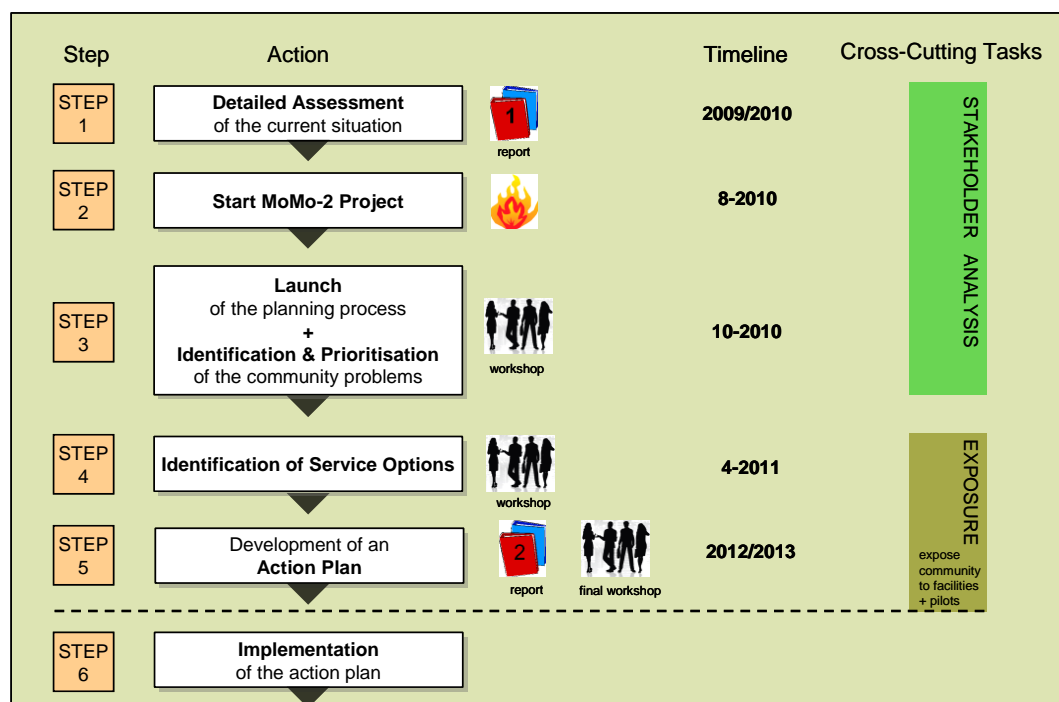 Step Action Timeline Cross-Cutting Tasks
STEP
1
Detailed Assessment
of the current situation
1
report
2009/2010
STEP
2
Start MoMo-2 Project
8-2010
STEP
3
Launch
of the planning process
+
Identification & Prioritisation
of the community problems
workshop
10-2010
STAKEHOLDER ANALYSIS
STEP
4
Identification of Service Options
workshop
4-2011
STEP
5
Development of an
Action Plan
2
report
final workshop
2012/2013
EXPOSURE
expose
community
to facilities
+ pilots
STEP
6
Implementation
of the action plan